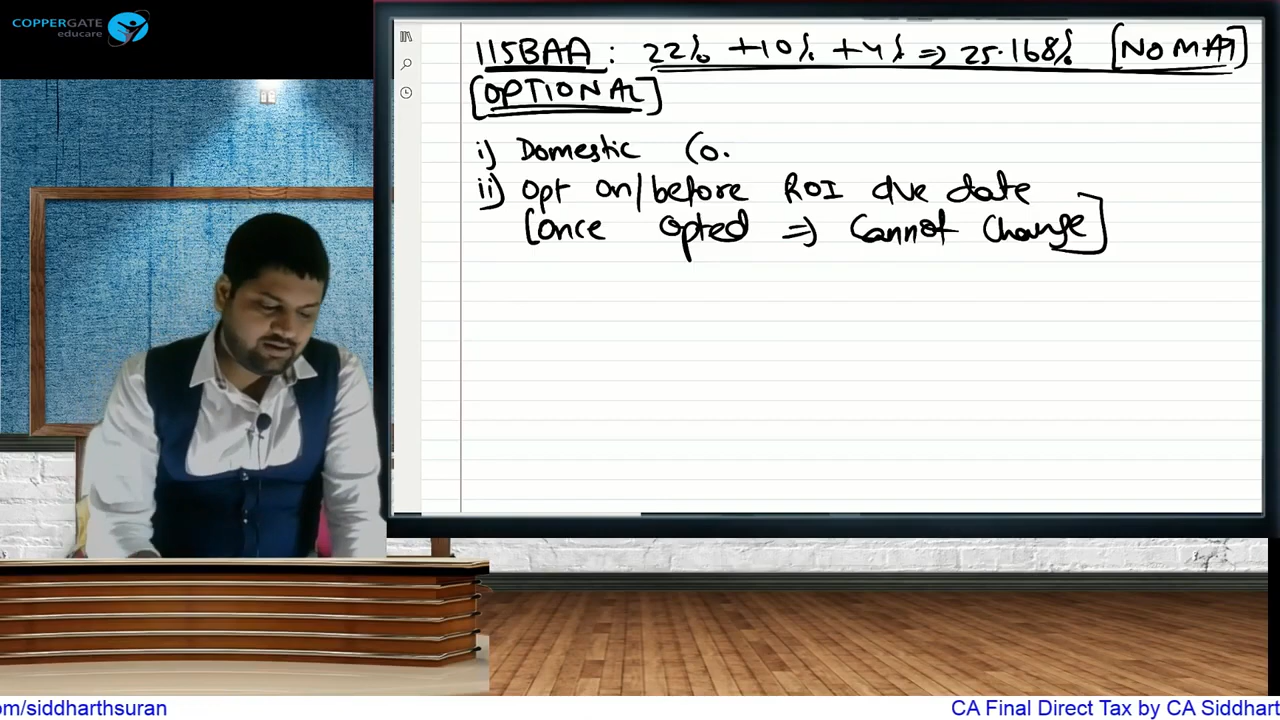 COPPERGATE
educare
115BAA : 22% +10% +4% ⇒ 25.168% [NO MAT]
[OPTIONAL]
i) Domestic Co.
ii) Opt on/before ROI due date
[Once Opted ⇒ Cannot Change]
om/siddharthsuran
CA Final Direct Tax by CA Siddhart